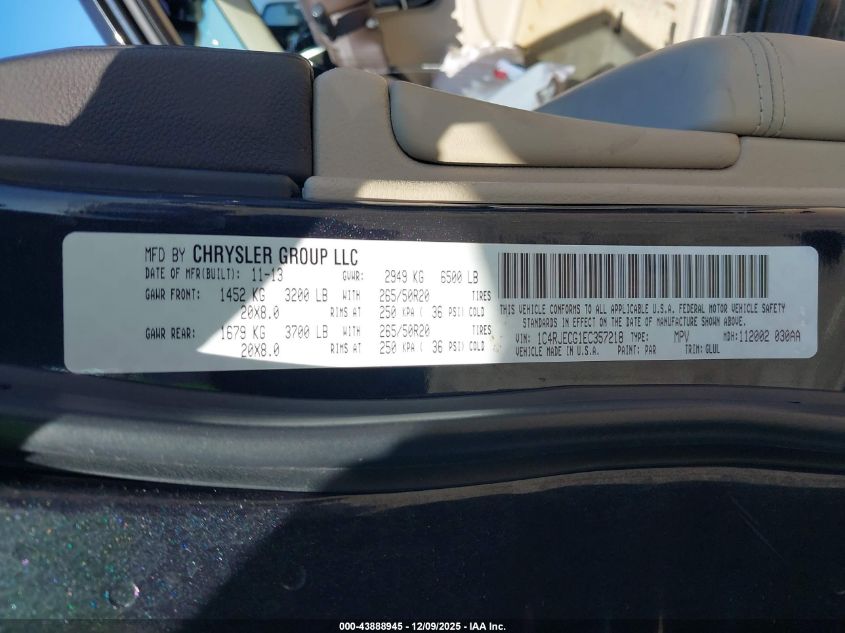 MFD BY CHRYSLER GROUP LLC
DATE OF MFR(BUILT): 11-13 GVWR: 2949 KG 6500 LB
GAWR FRONT: 1452 KG 3200 LB WITH 265/50R20 TIRES
20X8.0 RIMS AT 250 KPA ( 36 PSI) COLD
GAWR REAR: 1679 KG 3700 LB WITH 265/50R20 TIRES
20X8.0 RIMS AT 250 KPA ( 36 PSI) COLD
THIS VEHICLE CONFORMS TO ALL APPLICABLE U.S.A. FEDERAL MOTOR VEHICLE SAFETY
STANDARDS IN EFFECT ON THE DATE OF MANUFACTURE SHOWN ABOVE.
VIN: 1C4RJECG1EC357218 MPV MDH:112002 030AA
VEHICLE MADE IN U.S.A. PAINT: PAR TRIM: GLUL
000-43888945 - 12/09/2025 - IAA Inc.